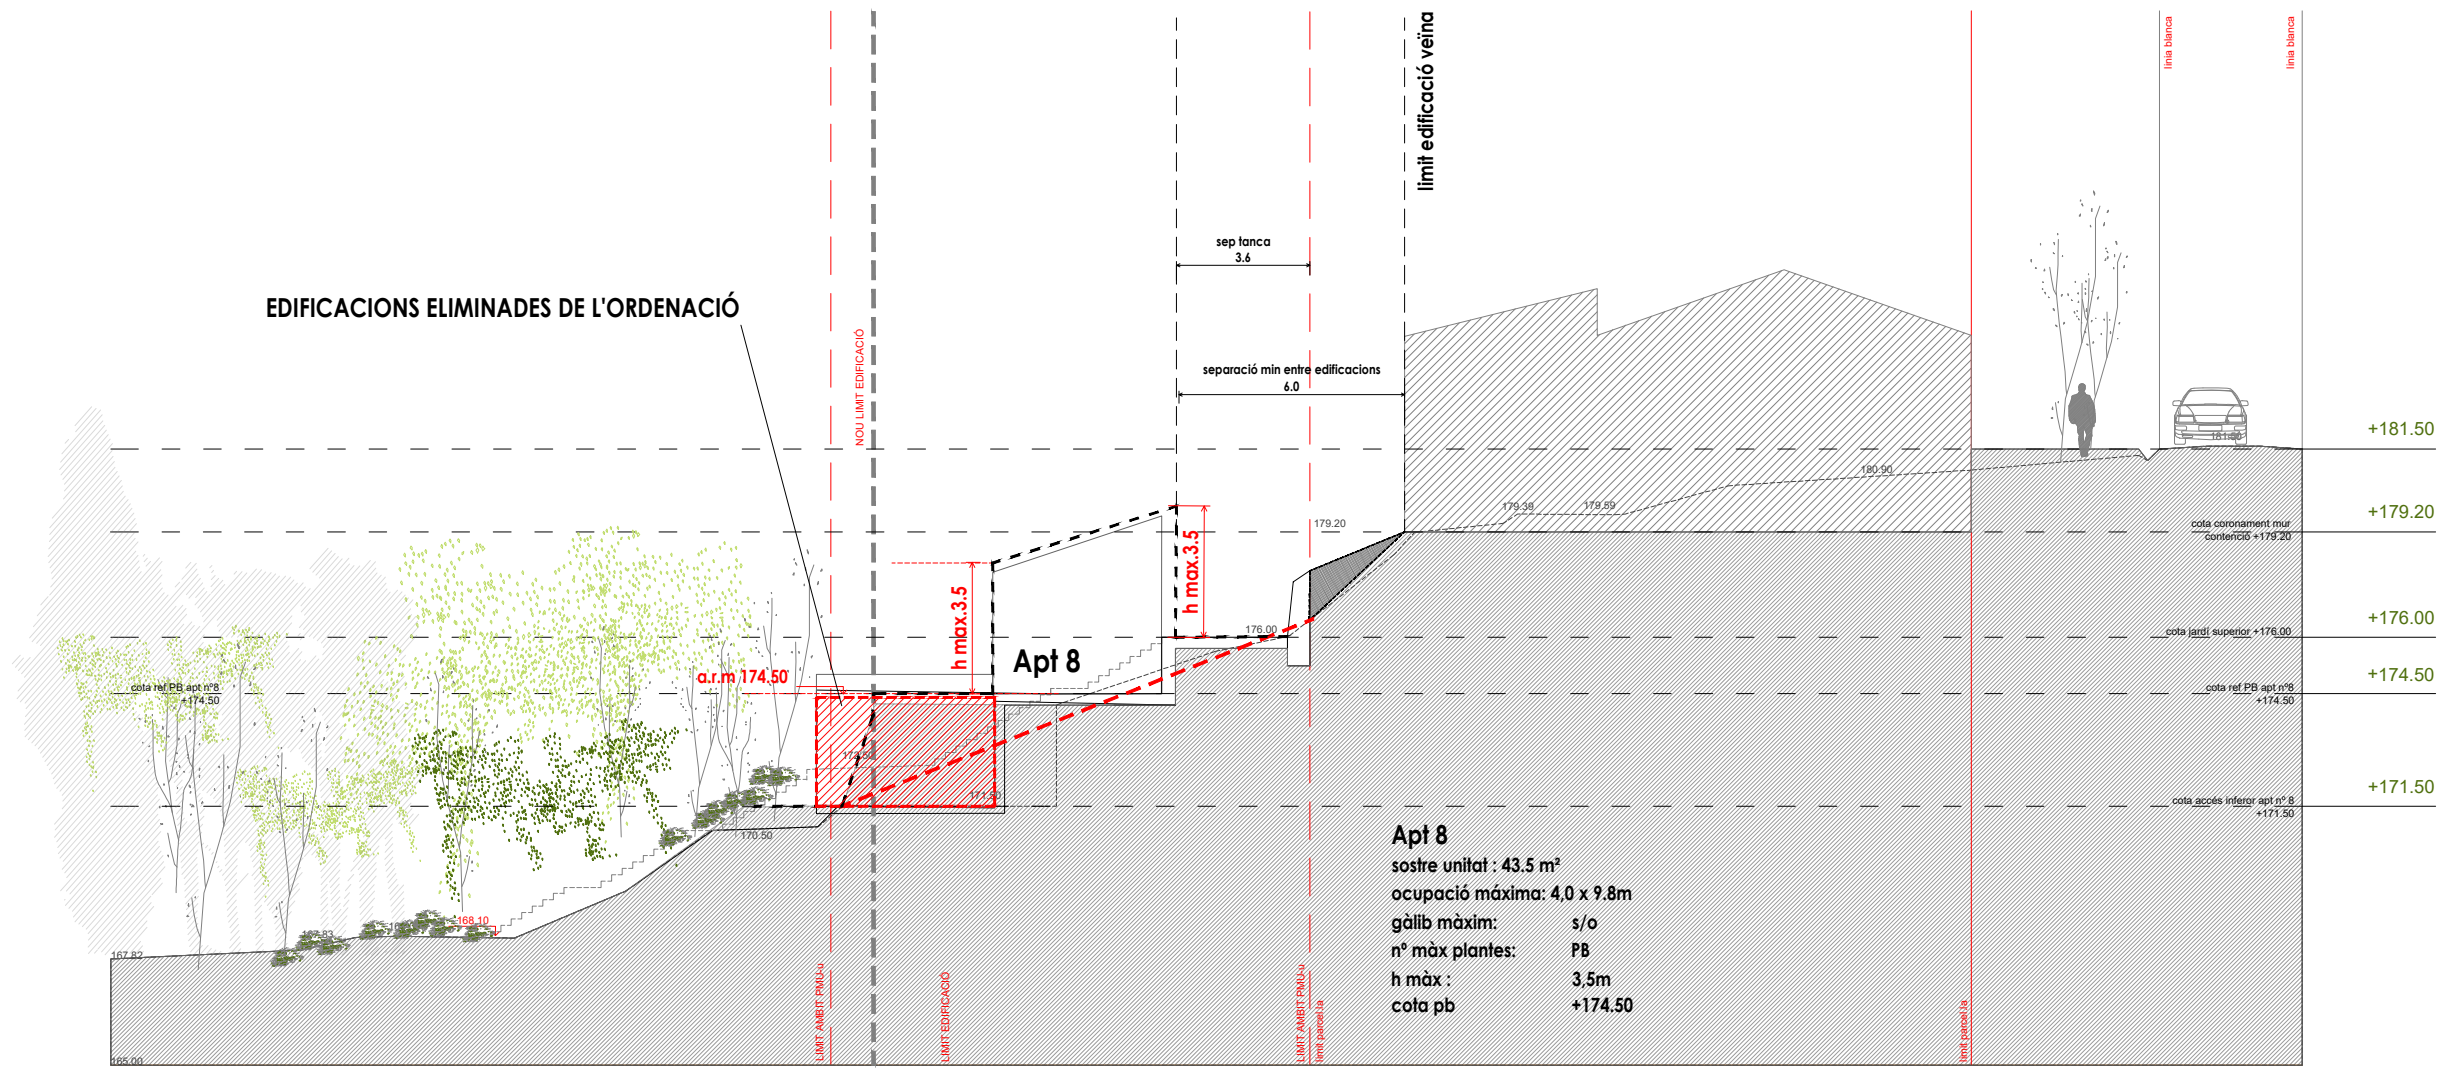 línia blanca
línia blanca
limit edificació veïna
sep tanca
3.6
EDIFICACIONS ELIMINADES DE L'ORDENACIÓ
NOU LIMIT EDIFICACIÓ
separació min entre edificacions
6.0
+181.50
181.60
180.90
179.39
179.59
179.20
+179.20
cota coronament mur
contenció +179.20
h max.3.5
h max.3.5
176.00
+176.00
cota jardí superior +176.00
Apt 8
a.r.m 174.50
cota ref PB apt nº8
+174.50
+174.50
cota ref PB apt nº8
+174.50
171.50
+171.50
cota accés inferor apt nº 8
+171.50
170.50
Apt 8
sostre unitat : 43.5 m²
ocupació máxima: 4,0 x 9.8m
gàlib màxim: s/o
nº màx plantes: PB
h màx : 3,5m
cota pb +174.50
168.10
167.82
165.00
LIMIT AMBIT PMU-u
LIMIT EDIFICACIÓ
LIMIT AMBIT PMU-u
límit parcel.la
límit parcel.la